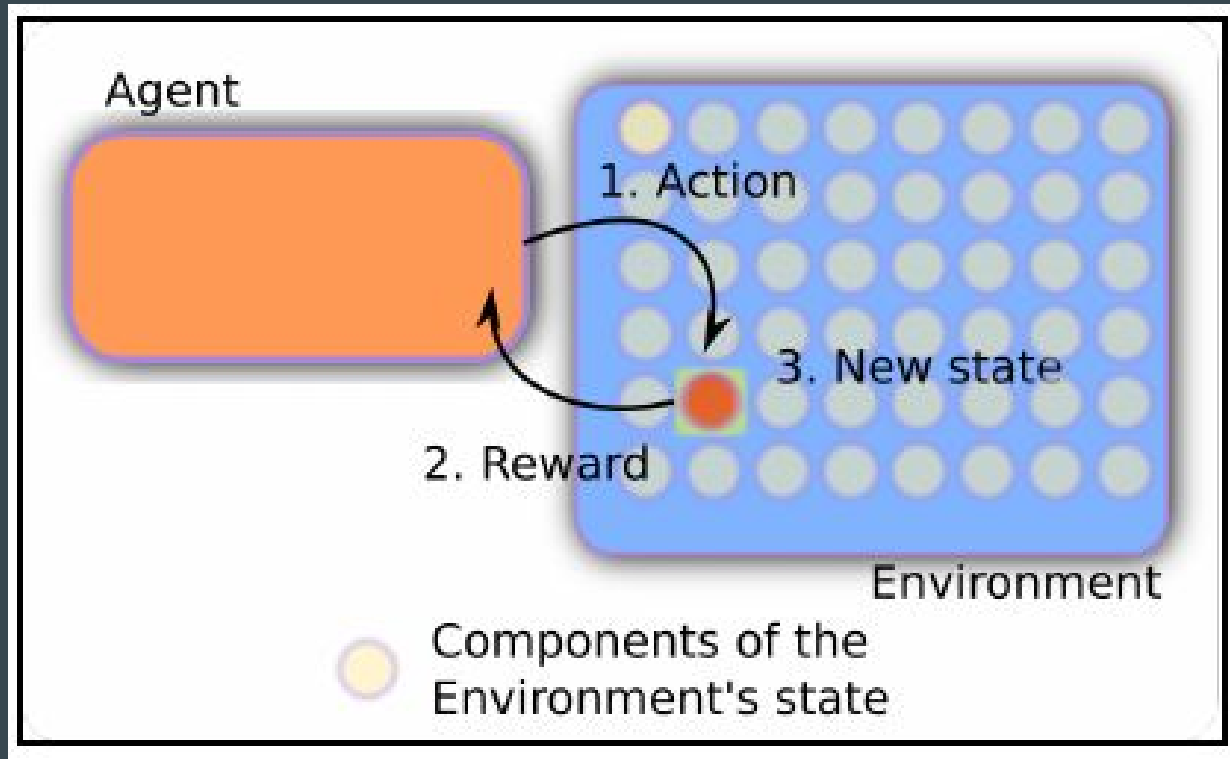 Agent
1. Action
3. New state
2. Reward
Environment
Components of the
Environment's state